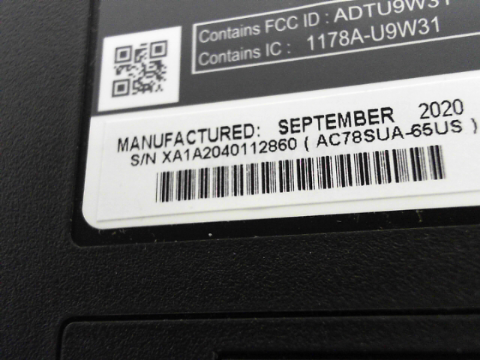 Contains FCC ID : ADTU9W31
Contains IC : 1178A-U9W31
MANUFACTURED: SEPTEMBER 2020
S/N XA1A2040112860 ( AC78SUA-65US )